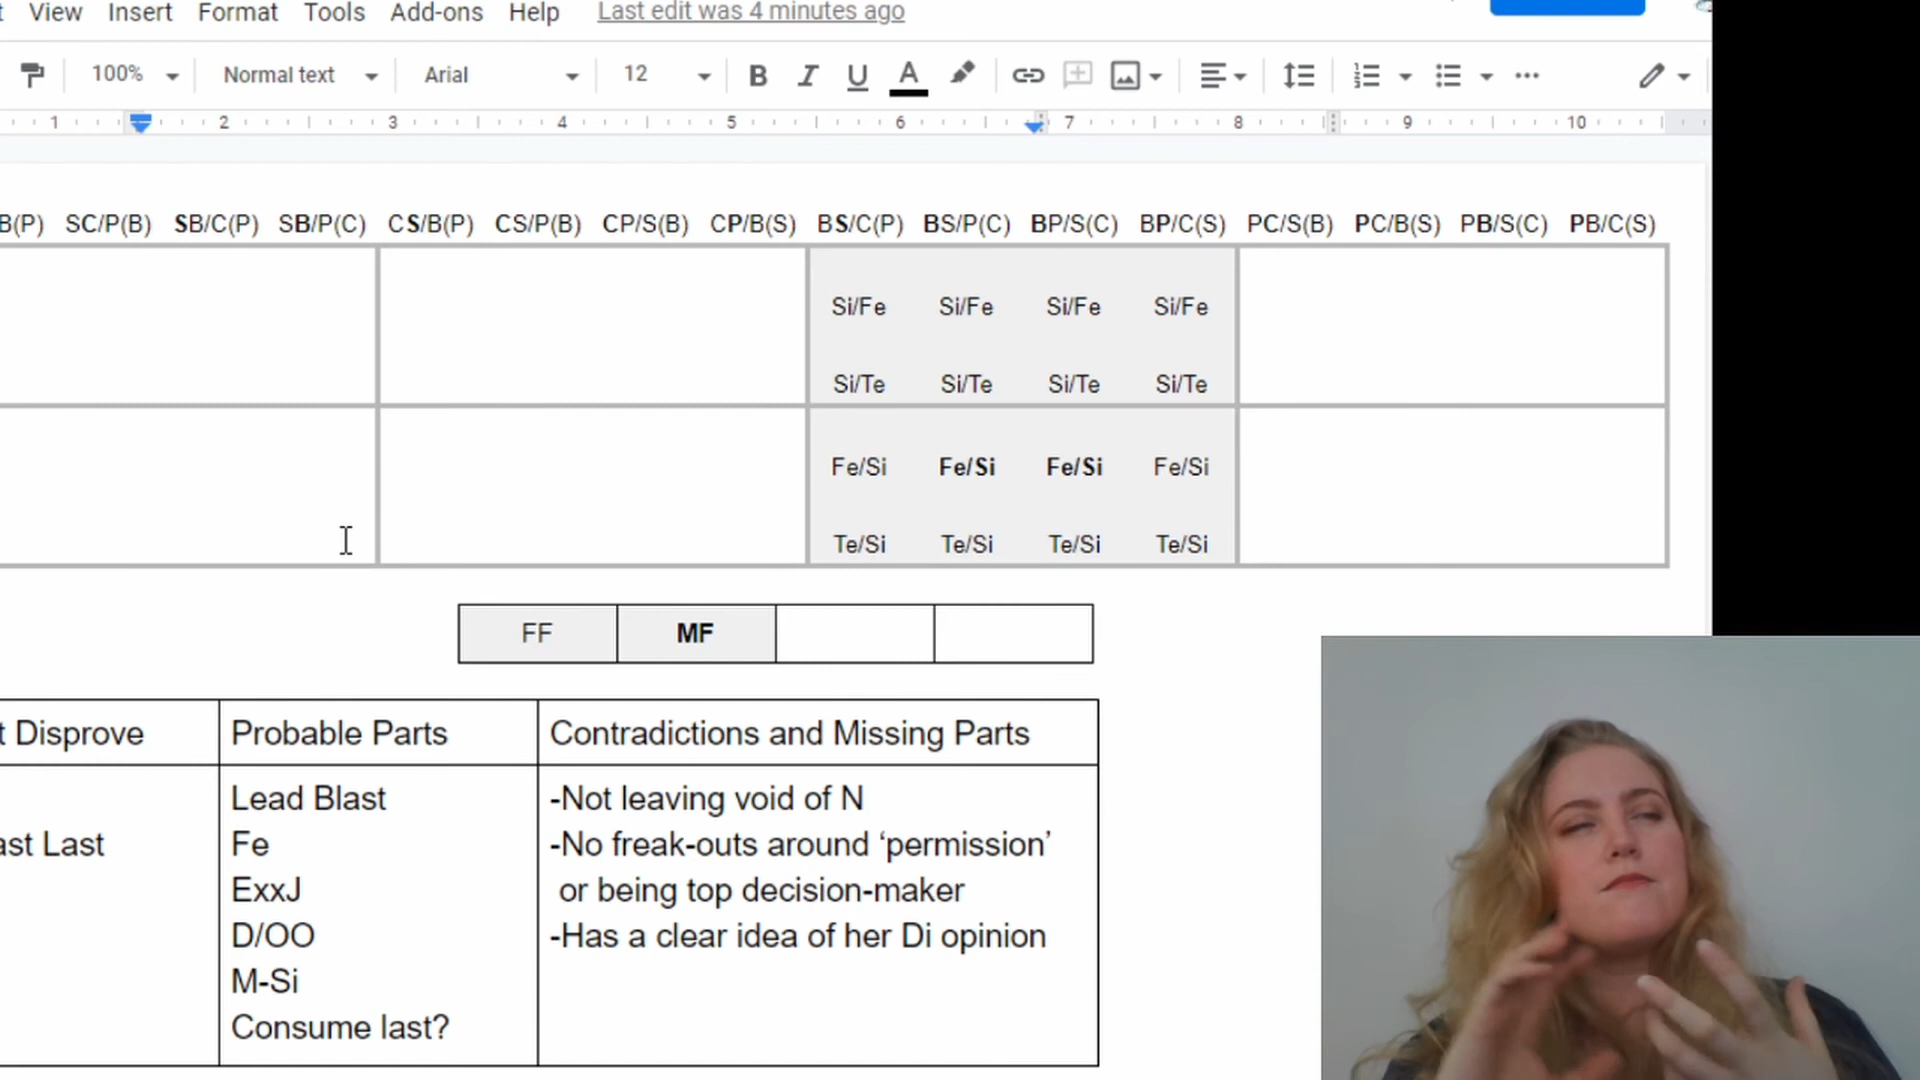 View Insert Format Tools Add-ons Help Last edit was 4 minutes ago
100% Normal text Arial 12 B I U A
1 2 3 4 5 6 7 8 9 10
B(P) SC/P(B) SB/C(P) SB/P(C) CS/B(P) CS/P(B) CP/S(B) CP/B(S) BS/C(P) BS/P(C) BP/S(C) BP/C(S) PC/S(B) PC/B(S) PB/S(C) PB/C(S)
Si/Fe Si/Fe Si/Fe Si/Fe
Si/Te Si/Te Si/Te Si/Te
Fe/Si Fe/Si Fe/Si Fe/Si
Te/Si Te/Si Te/Si Te/Si
FF MF
t Disprove Probable Parts Contradictions and Missing Parts
Lead Blast -Not leaving void of N
ast Last Fe -No freak-outs around ‘permission’
ExxJ or being top decision-maker
D/OO -Has a clear idea of her Di opinion
M-Si
Consume last?